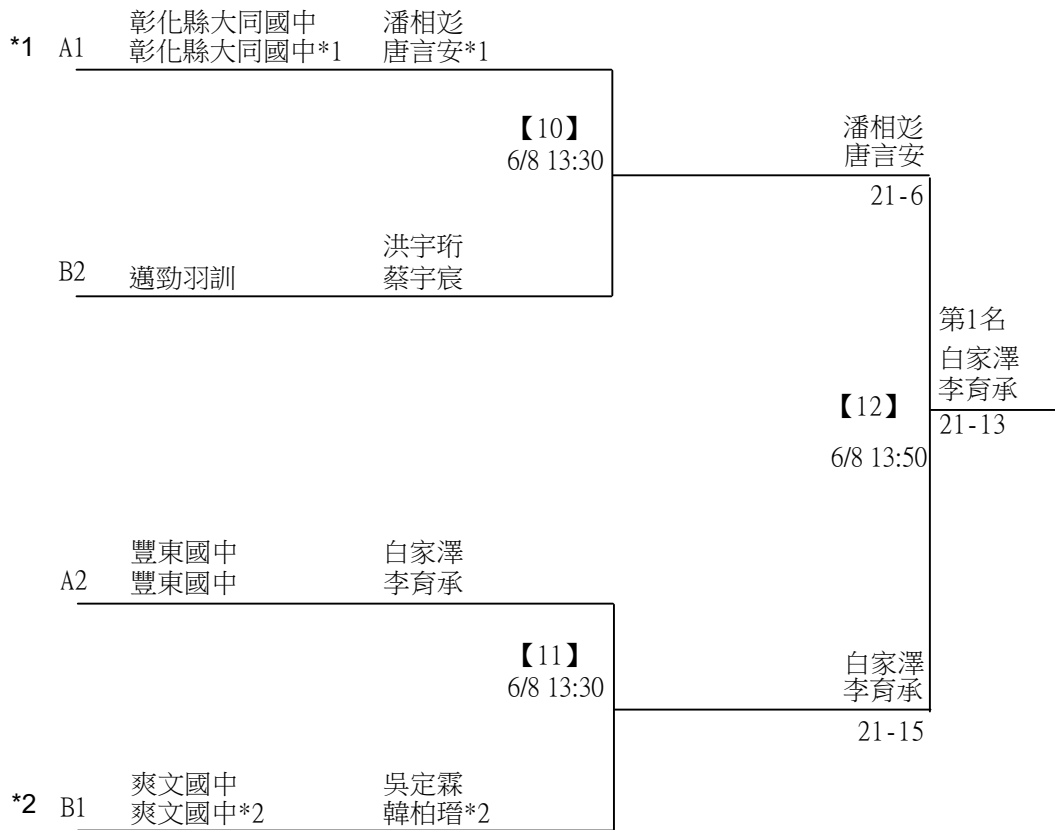 彰化縣大同國中 潘相彣
*1 A1 彰化縣大同國中*1 唐言安*1
【10】
6/8 13:30
潘相彣
唐言安
21-6
洪宇珩
B2 邁勁羽訓 蔡宇宸
第1名
白家澤
李育承
【12】
21-13
6/8 13:50
豐東國中 白家澤
A2 豐東國中 李育承
【11】
6/8 13:30
白家澤
李育承
21-15
爽文國中 吳定霖
*2 B1 爽文國中*2 韓柏瑨*2